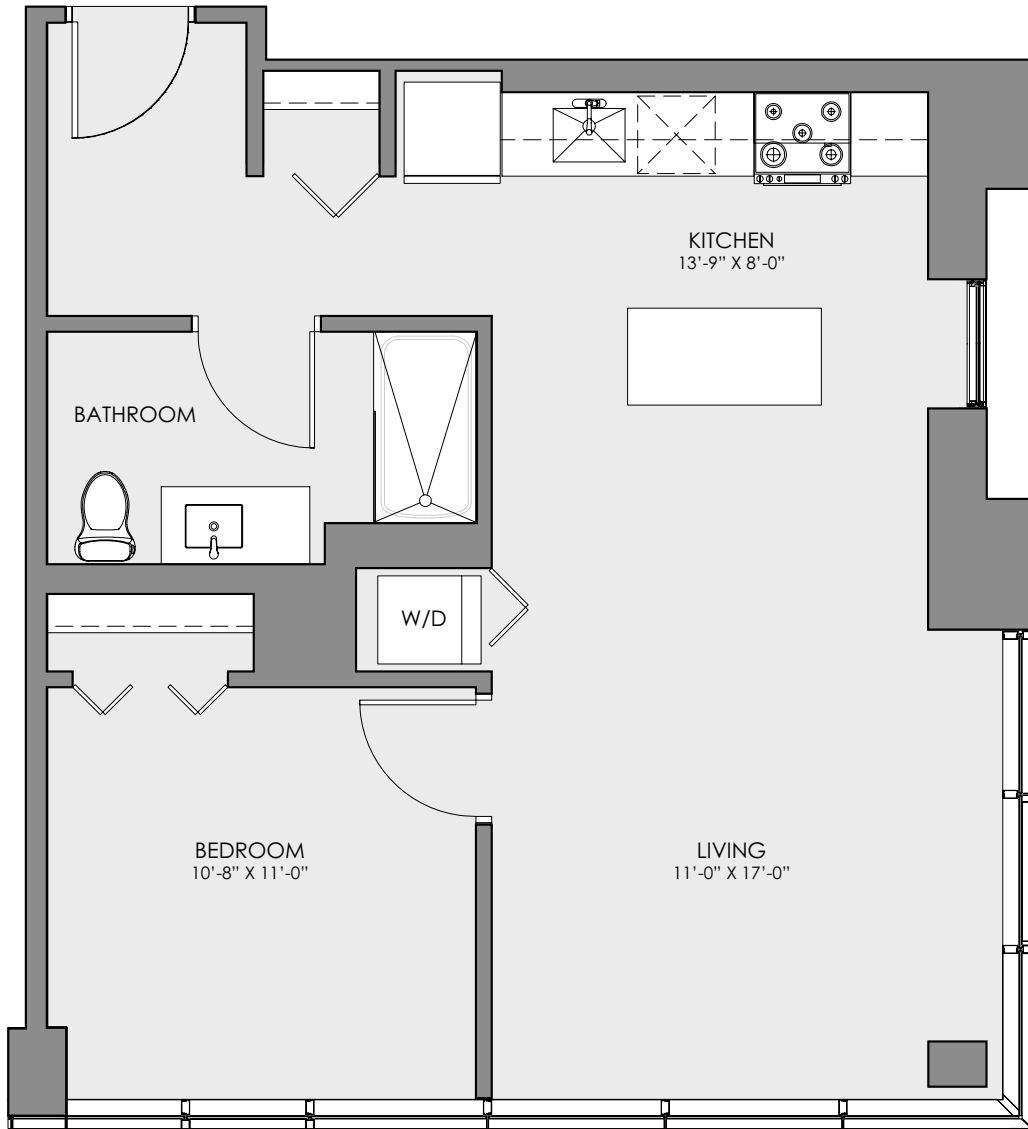 KITCHEN
13’-9” X 8’-0”
BATHROOM
W/D
BEDROOM
10’-8” X 11’-0”
LIVING
11’-0” X 17’-0”